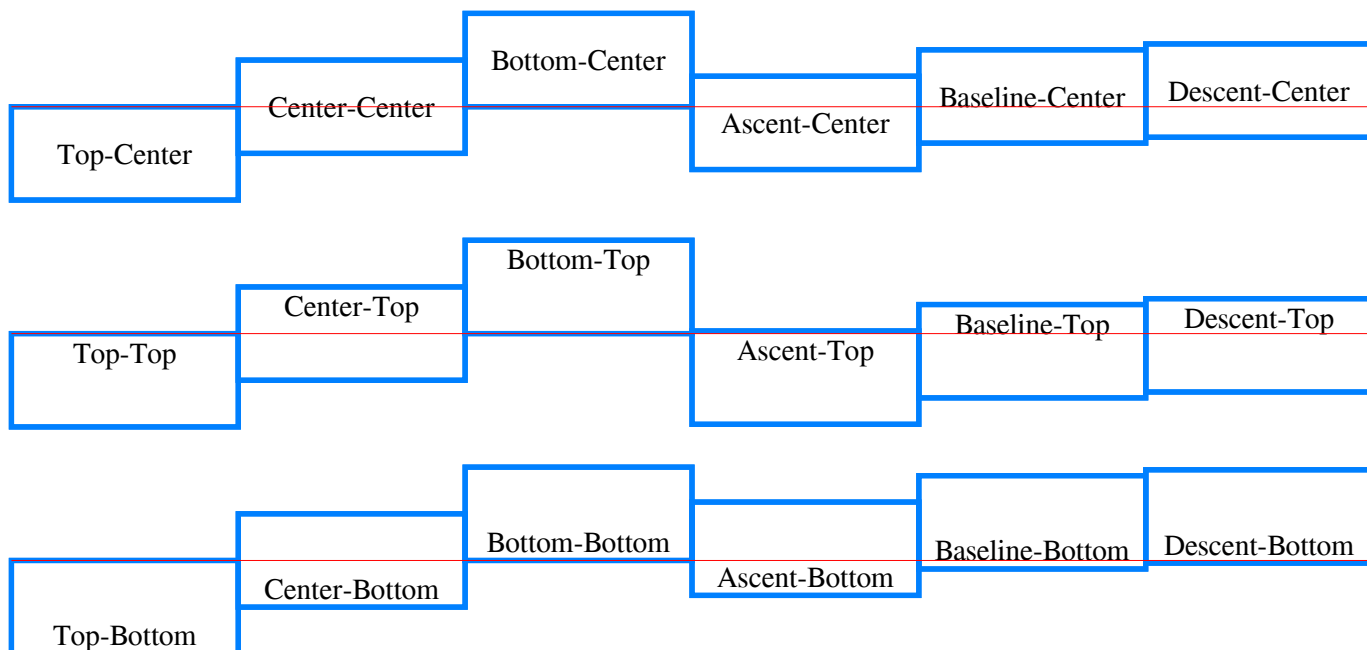 Top-Center Center-Center Bottom-Center Ascent-Center Baseline-Center Descent-Center
Top-Top Center-Top Bottom-Top Ascent-Top Baseline-Top Descent-Top
Top-Bottom Center-Bottom Bottom-Bottom Ascent-Bottom Baseline-Bottom Descent-Bottom